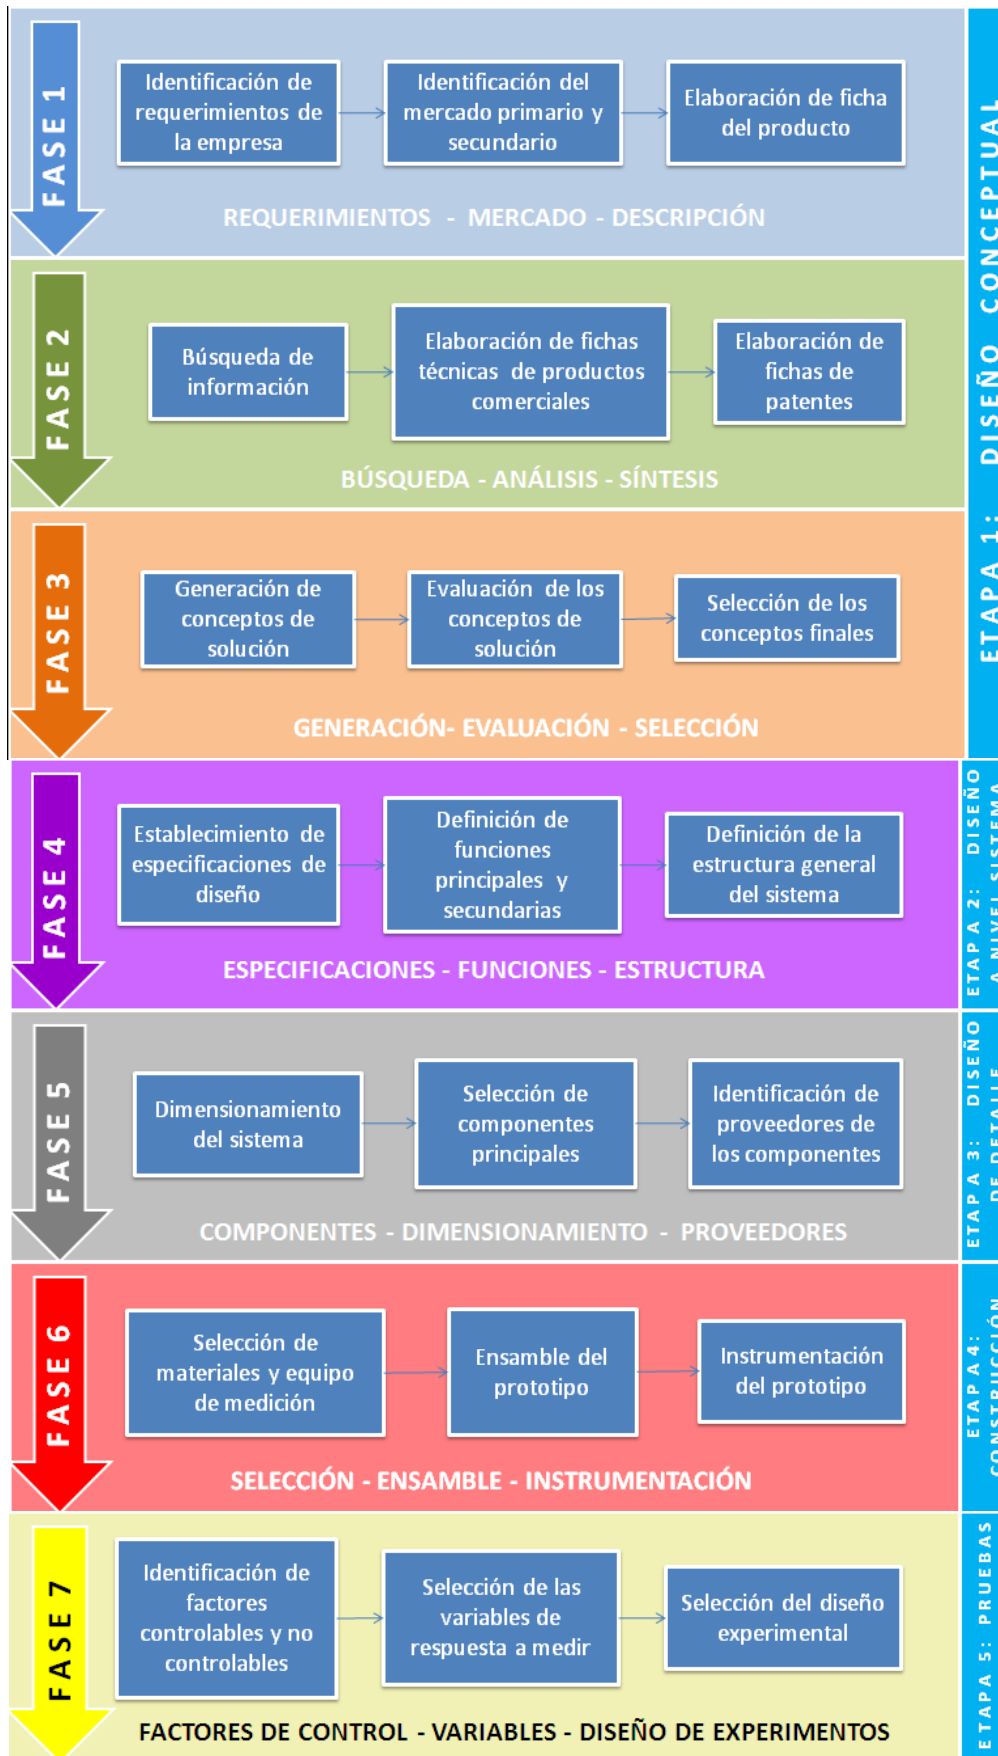 FASE 1
Identificación de
requerimientos de
la empresa
Identificación del
mercado primario y
secundario
Elaboración de ficha
del producto
REQUERIMIENTOS - MERCADO - DESCRIPCIÓN
ETAPA 1: DISEÑO CONCEPTUAL
FASE 2
Búsqueda de
información
Elaboración de fichas
técnicas de productos
comerciales
Elaboración de
fichas de
patentes
BÚSQUEDA - ANÁLISIS - SÍNTESIS
FASE 3
Generación de
conceptos de
solución
Evaluación de los
conceptos de
solución
Selección de los
conceptos finales
GENERACIÓN- EVALUACIÓN - SELECCIÓN
FASE 4
Establecimiento de
especificaciones de
diseño
Definición de
funciones
principales y
secundarias
Definición de la
estructura general
del sistema
ESPECIFICACIONES - FUNCIONES - ESTRUCTURA
ETAPA 2: DISEÑO
A NIVEL SISTEMA
FASE 5
Dimensionamiento
del sistema
Selección de
componentes
principales
Identificación de
proveedores de
los componentes
COMPONENTES - DIMENSIONAMIENTO - PROVEEDORES
ETAPA 3: DISEÑO
DE DETALLE
FASE 6
Selección de
materiales y equipo
de medición
Ensamble del
prototipo
Instrumentación
del prototipo
SELECCIÓN - ENSAMBLE - INSTRUMENTACIÓN
ETAPA 4:
CONSTRUCCIÓN
FASE 7
Identificación de
factores
controlables y no
controlables
Selección de las
variables de
respuesta a medir
Selección del diseño
experimental
FACTORES DE CONTROL - VARIABLES - DISEÑO DE EXPERIMENTOS
ETAPA 5: PRUEBAS